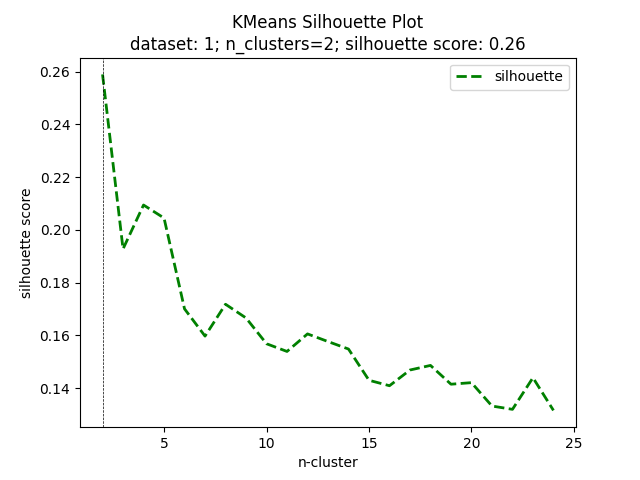 KMeans Silhouette Plot
dataset: 1; n_clusters=2; silhouette score: 0.26
silhouette
silhouette score
0.26
0.24
0.22
0.20
0.18
0.16
0.14
5 10 15 20 25
n-cluster